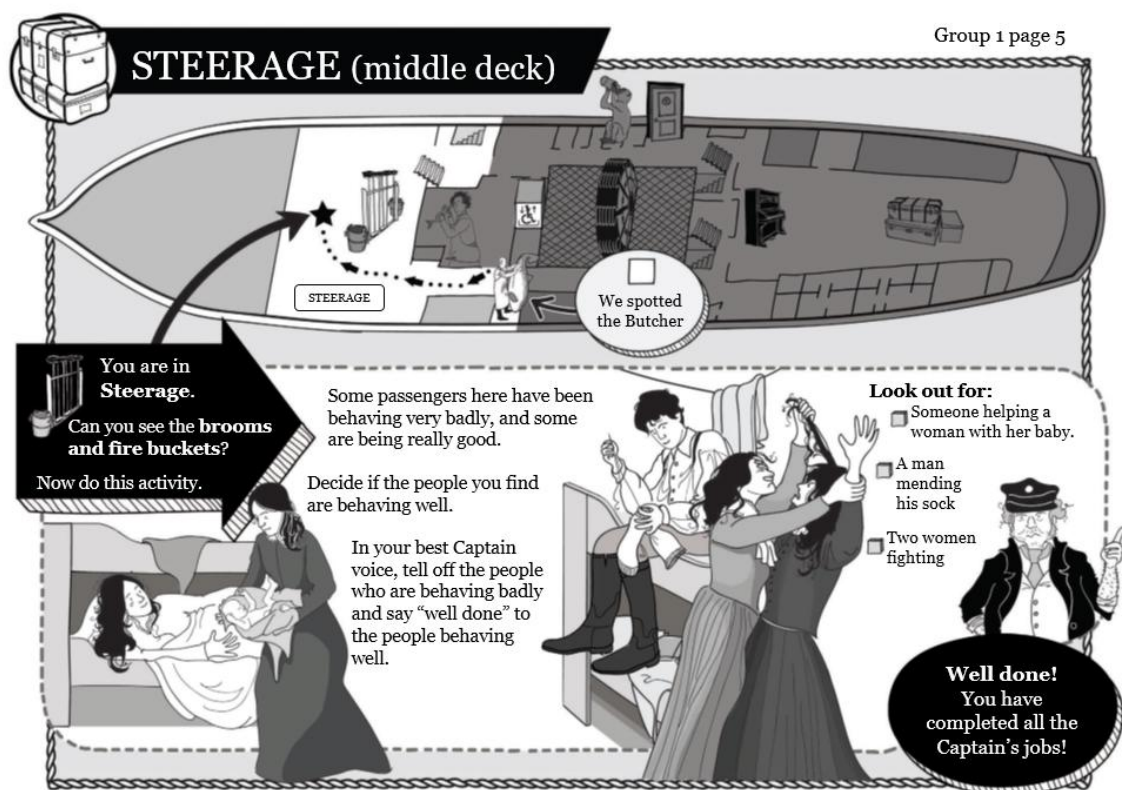 Group 1 page 5
STEERAGE (middle deck)
STEERAGE
We spotted
the Butcher
You are in
Steerage.
Can you see the brooms
and fire buckets?
Now do this activity.
Some passengers here have been
behaving very badly, and some
are being really good.
Decide if the people you find
are behaving well.
In your best Captain
voice, tell off the people
who are behaving badly
and say “well done” to
the people behaving
well.
Look out for:
Someone helping a
woman with her baby.
A man
mending
his sock
Two women
fighting
Well done!
You have
completed all the
Captain’s jobs!